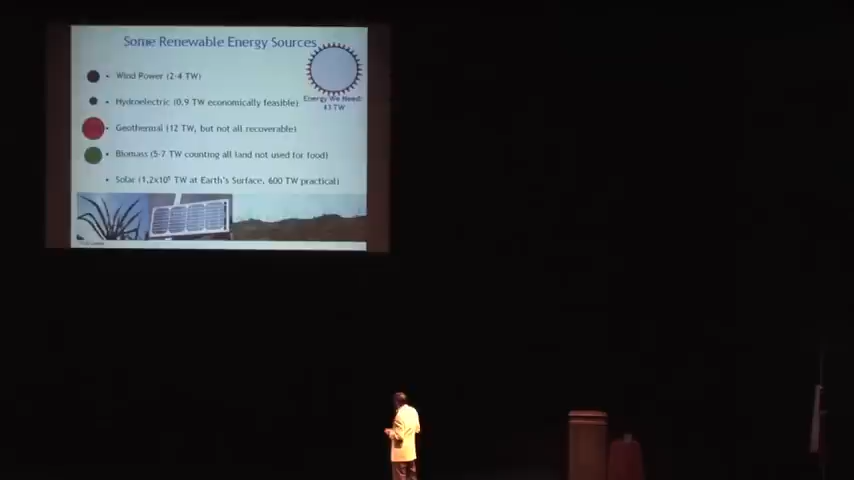 Some Renewable Energy Sources
• Wind Power (2-4 TW)
• Hydroelectric (0.9 TW economically feasible)
Energy We Need:
TW
• Geothermal (12 TW, but not all recoverable)
• Biomass (5-7 TW counting all land not used for food)
• Solar (1.2x10⁵ TW at Earth's Surface, 600 TW practical)